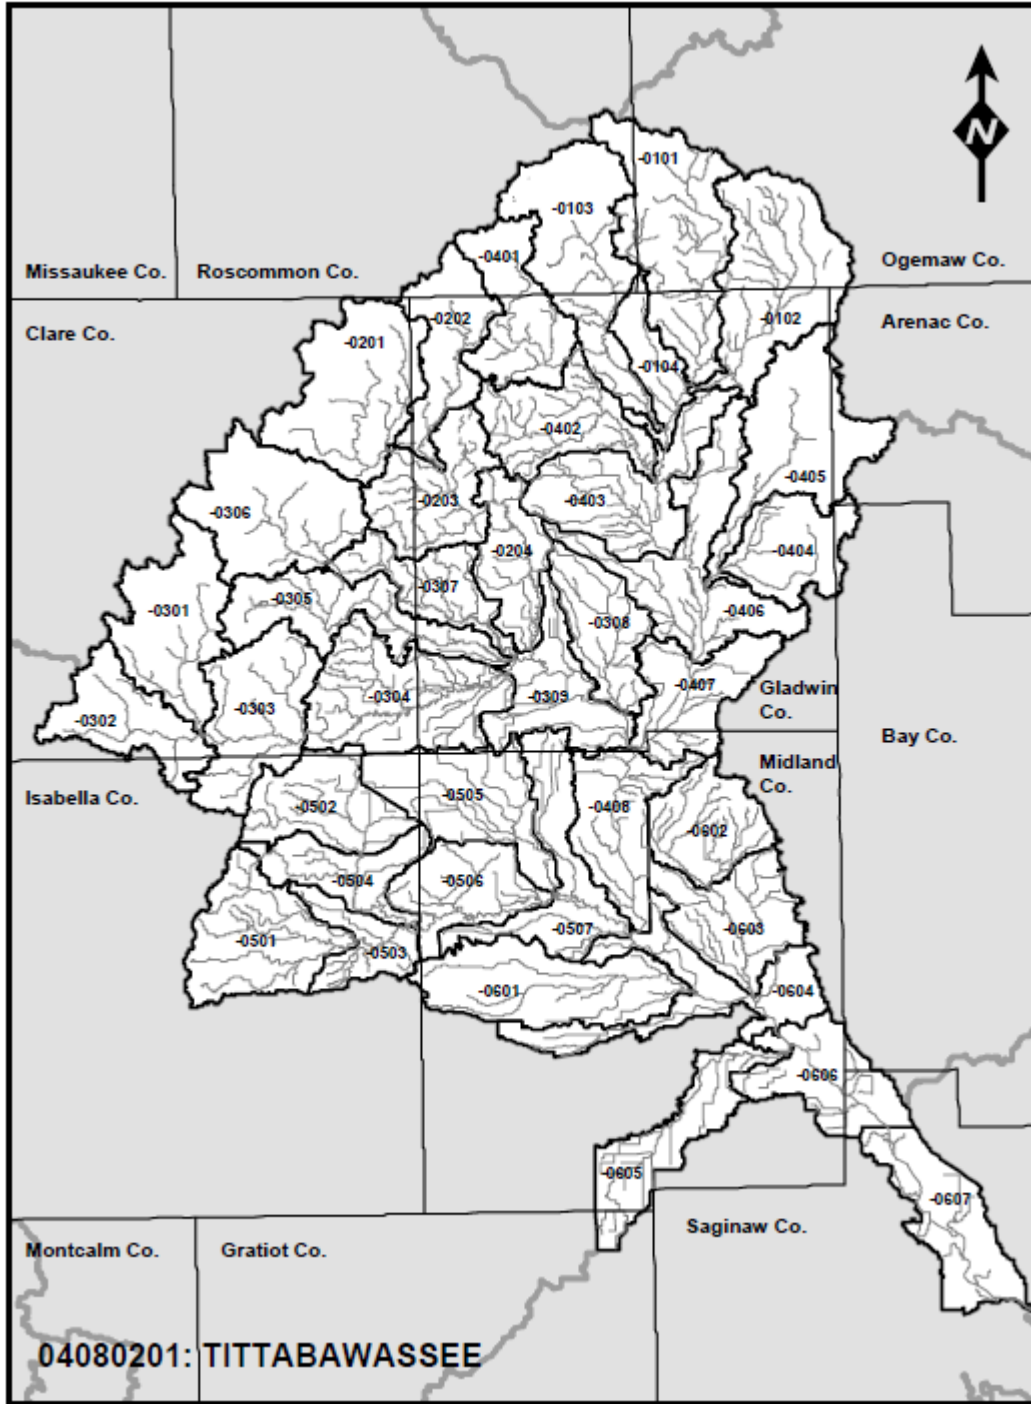 N
-0101
-0103
-0401
Missaukee Co.
Roscommon Co.
Ogemaw Co.
-0202
-0102
Arenac Co.
Clare Co.
-0201
-0104
-0402
-0405
-0203
-0403
-0306
-0204
-0404
-0307
-0305
-0301
-0406
-0308
-0407
Gladwin
Co.
-0304
-0309
-0303
-0302
Bay Co.
Midland
Co.
Isabella Co.
-0505
-0502
-0408
-0602
-0504
-0506
-0507
-0603
-0501
-0503
-0601
-0604
-0606
-0605
-0607
Saginaw Co.
Montcalm Co.
Gratiot Co.
04080201: TITTABAWASSEE